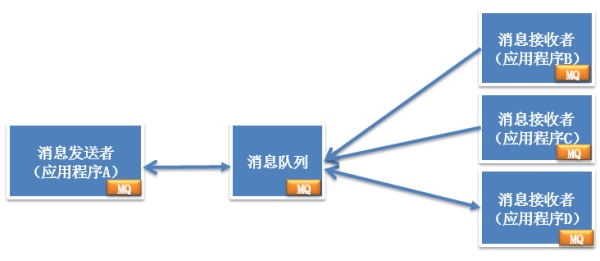 消息发送者
（应用程序A）
MQ
消息队列
MQ
消息接收者
（应用程序B）
MQ
消息接收者
（应用程序C）
MQ
消息接收者
（应用程序D）
MQ